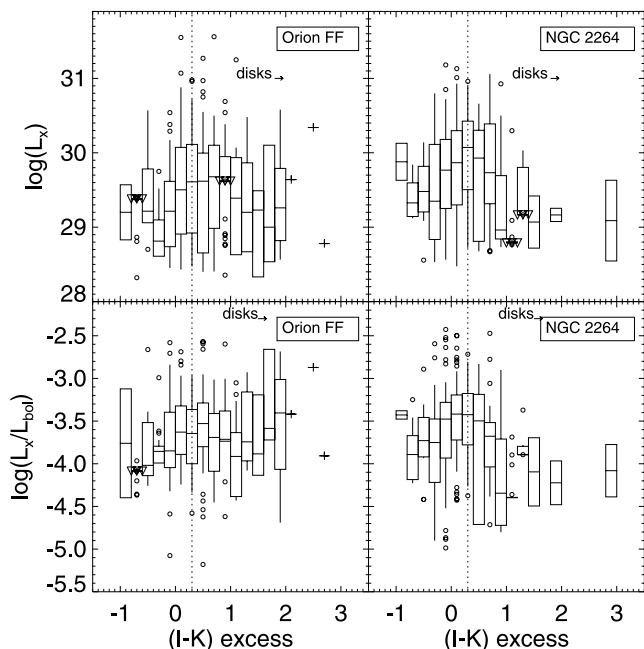 Orion FF
NGC 2264
disks→
disks→
log(Lx)
31
30
29
28
Orion FF
NGC 2264
disks→
disks→
log(Lx/Lbol)
-2.5
-3.0
-3.5
-4.0
-4.5
-5.0
-5.5
-1 0 1 2 3
-1 0 1 2 3
(I-K) excess
(I-K) excess